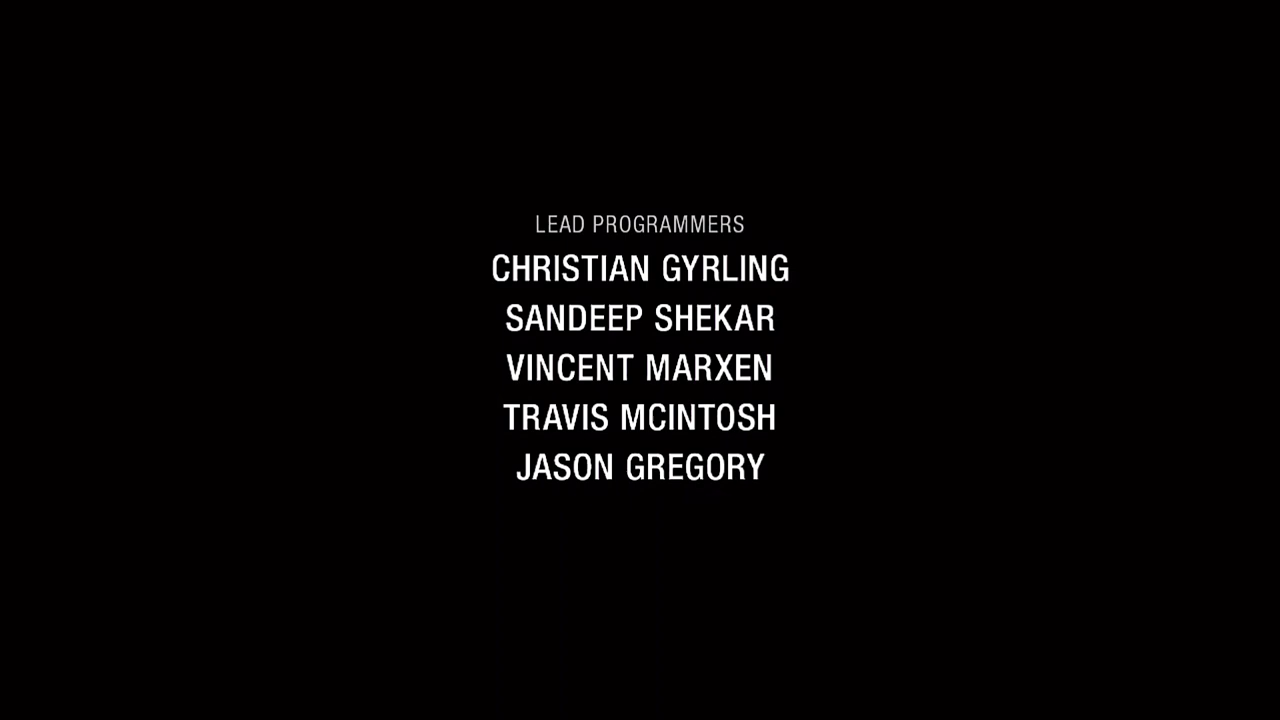 LEAD PROGRAMMERS
CHRISTIAN GYRLING
SANDEEP SHEKAR
VINCENT MARXEN
TRAVIS MCINTOSH
JASON GREGORY